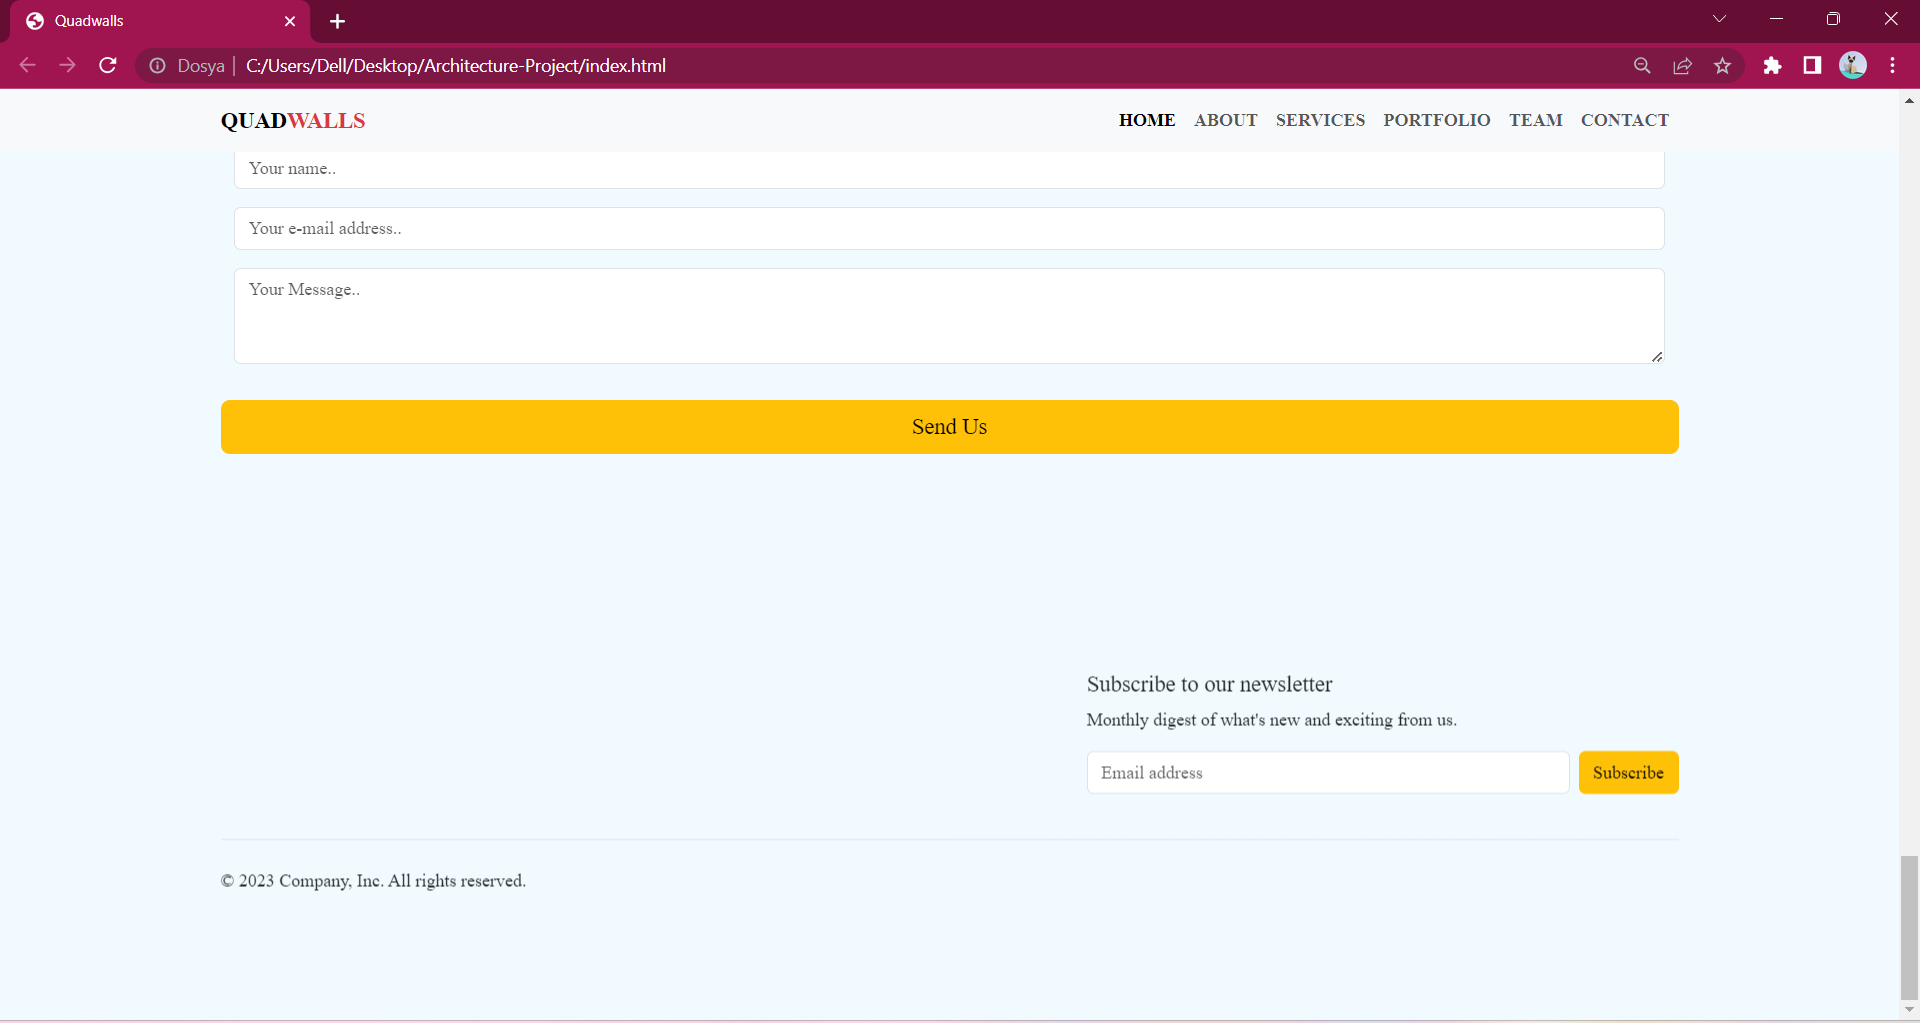 Quadwalls
Dosya | C:/Users/Dell/Desktop/Architecture-Project/index.html
QUADWALLS HOME ABOUT SERVICES PORTFOLIO TEAM CONTACT
Your name..
Your e-mail address..
Your Message..
Send Us
Subscribe to our newsletter
Monthly digest of what's new and exciting from us.
Email address Subscribe
© 2023 Company, Inc. All rights reserved.